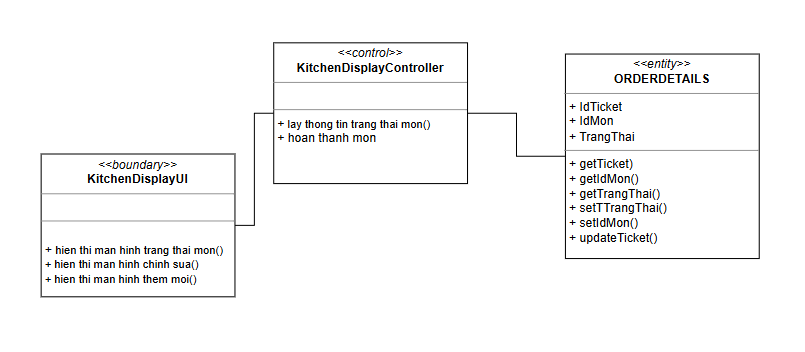 <<boundary>>
KitchenDisplayUI
+ hien thi man hinh trang thai mon()
+ hien thi man hinh chinh sua()
+ hien thi man hinh them moi()
<<control>>
KitchenDisplayController
+ lay thong tin trang thai mon()
+ hoan thanh mon
<<entity>>
ORDERDETAILS
+ IdTicket
+ IdMon
+ TrangThai
+ getTicket)
+ getIdMon()
+ getTrangThai()
+ setTTrangThai()
+ setIdMon()
+ updateTicket()